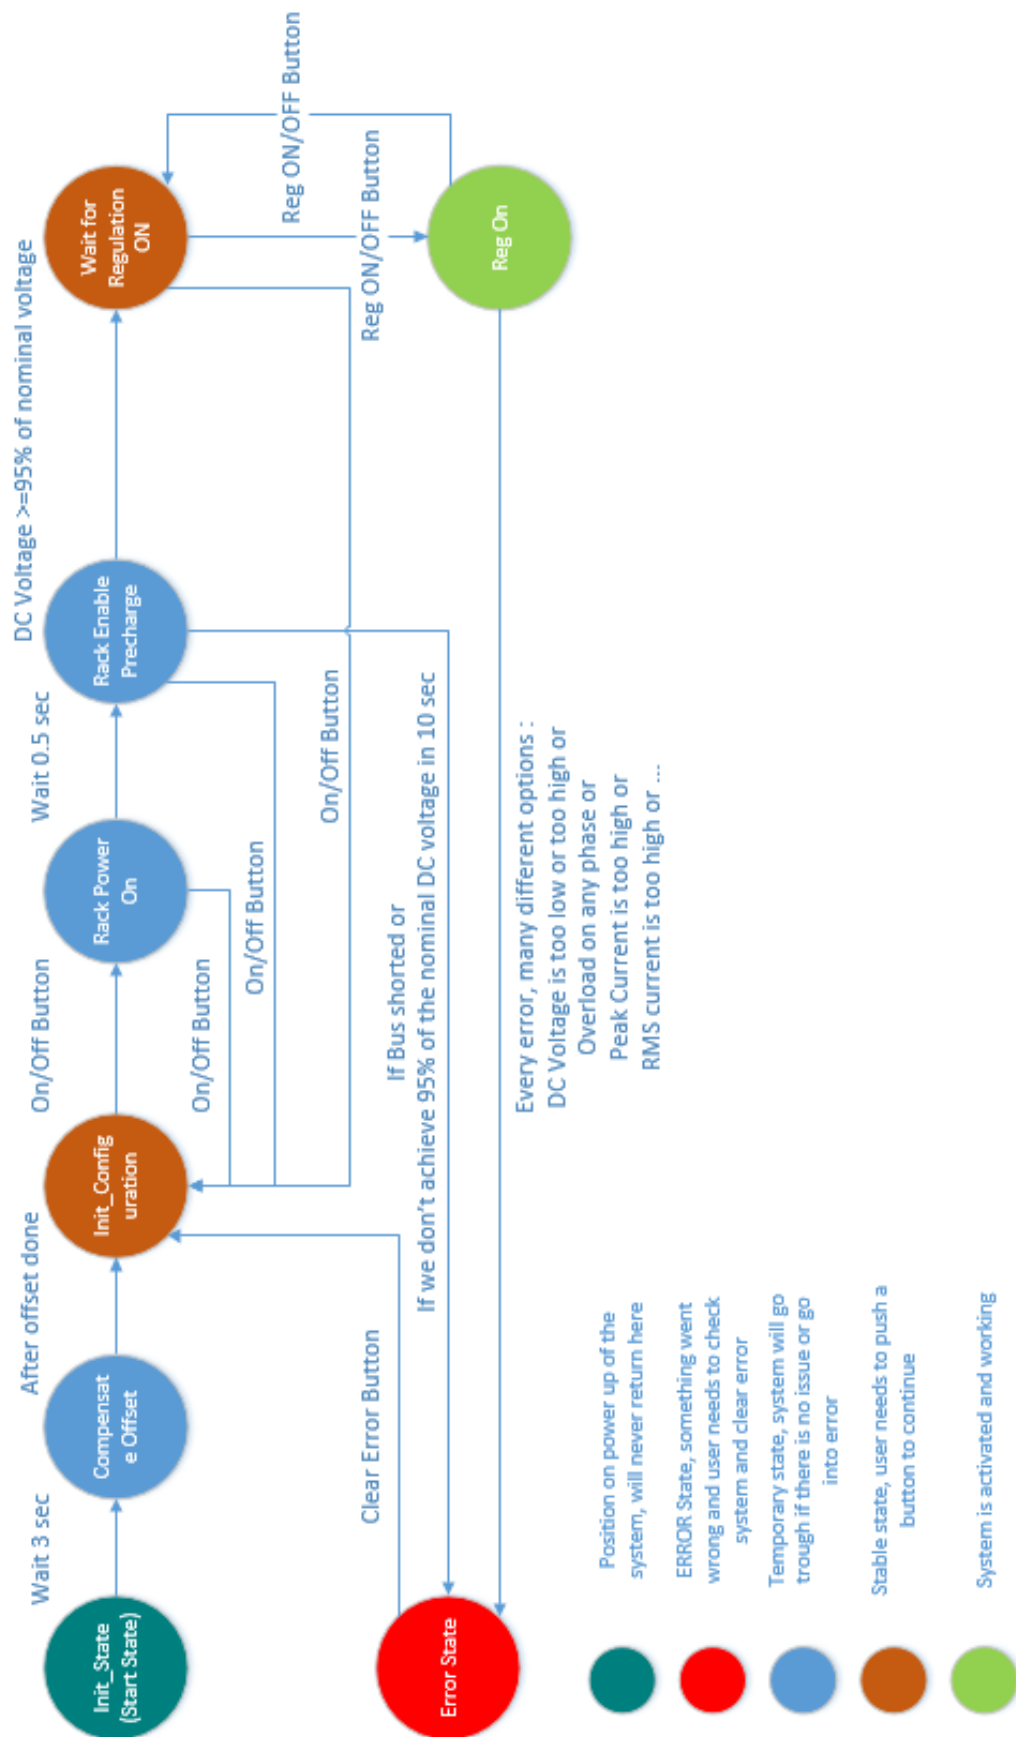 Wait 3 sec
After offset done
On/Off Button
Wait 0.5 sec
DC Voltage >=95% of nominal voltage
Init_State
(Start State)
Compensat
e Offset
Init_Config
uration
Rack Power
On
Rack Enable
Precharge
Wait for
Regulation
ON
On/Off Button
On/Off Button
On/Off Button
Reg ON/OFF Button
Reg ON/OFF Button
Clear Error Button
If Bus shorted or
If we don't achieve 95% of the nominal DC voltage in 10 sec
Error State
Reg On
Every error, many different options :
DC Voltage is too low or too high or
Overload on any phase or
Peak Current is too high or
RMS current is too high or ...
Position on power up of the
system, will never return here
ERROR State, something went
wrong and user needs to check
system and clear error
Temporary state, system will go
trough if there is no issue or go
into error
Stable state, user needs to push a
button to continue
System is activated and working